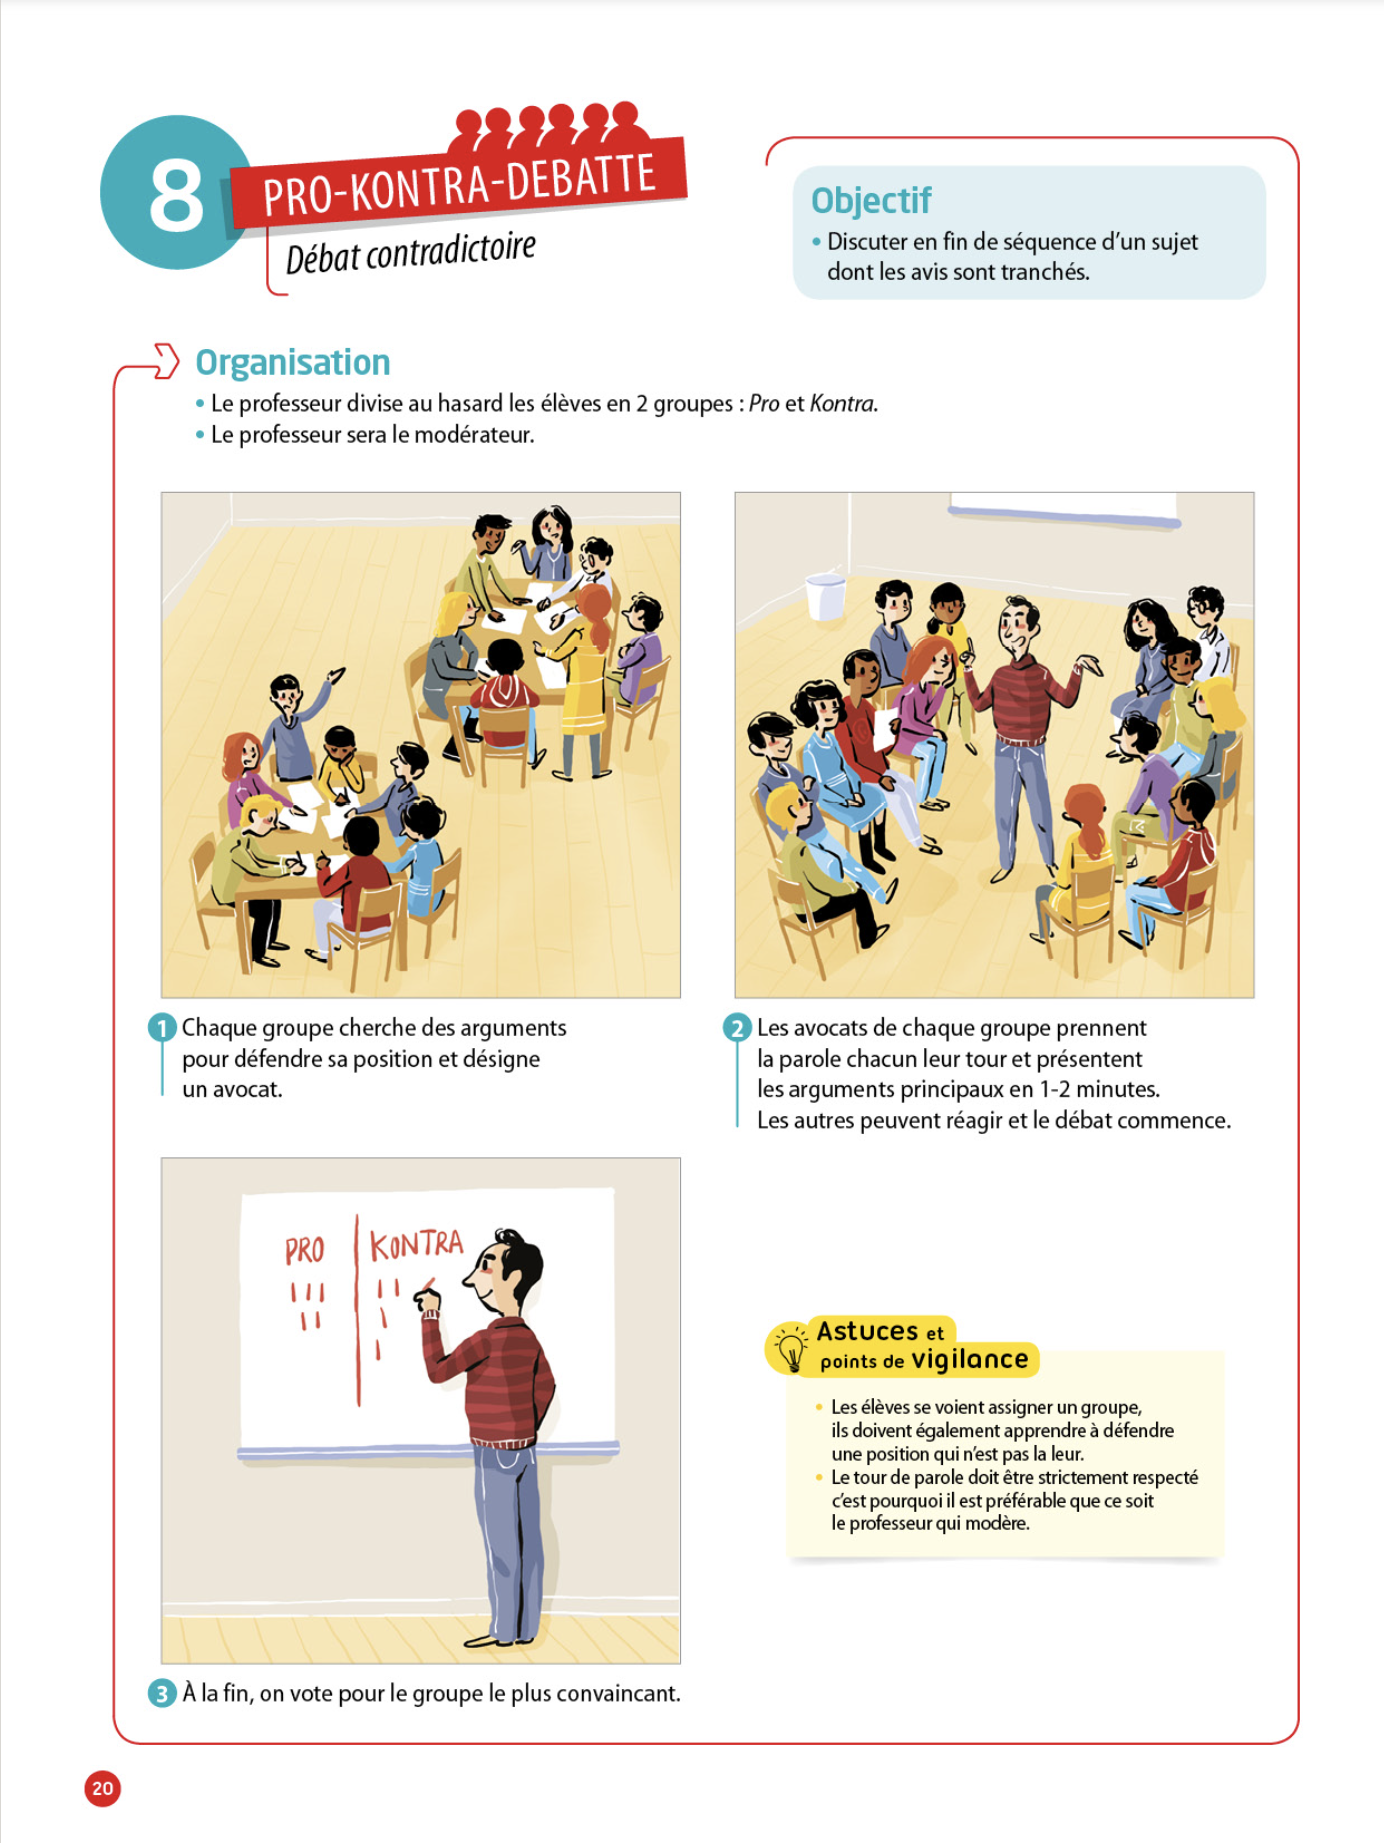 8
PRO-KONTRA-DEBATTE
Débat contradictoire
Objectif
• Discuter en fin de séquence d'un sujet
dont les avis sont tranchés.
Organisation
• Le professeur divise au hasard les élèves en 2 groupes : Pro et Kontra.
• Le professeur sera le modérateur.
1 Chaque groupe cherche des arguments
pour défendre sa position et désigne
un avocat.
2 Les avocats de chaque groupe prennent
la parole chacun leur tour et présentent
les arguments principaux en 1-2 minutes.
Les autres peuvent réagir et le débat commence.
PRO KONTRA
3 À la fin, on vote pour le groupe le plus convaincant.
Astuces et
points de vigilance
• Les élèves se voient assigner un groupe,
ils doivent également apprendre à défendre
une position qui n'est pas la leur.
• Le tour de parole doit être strictement respecté
c'est pourquoi il est préférable que ce soit
le professeur qui modère.
20